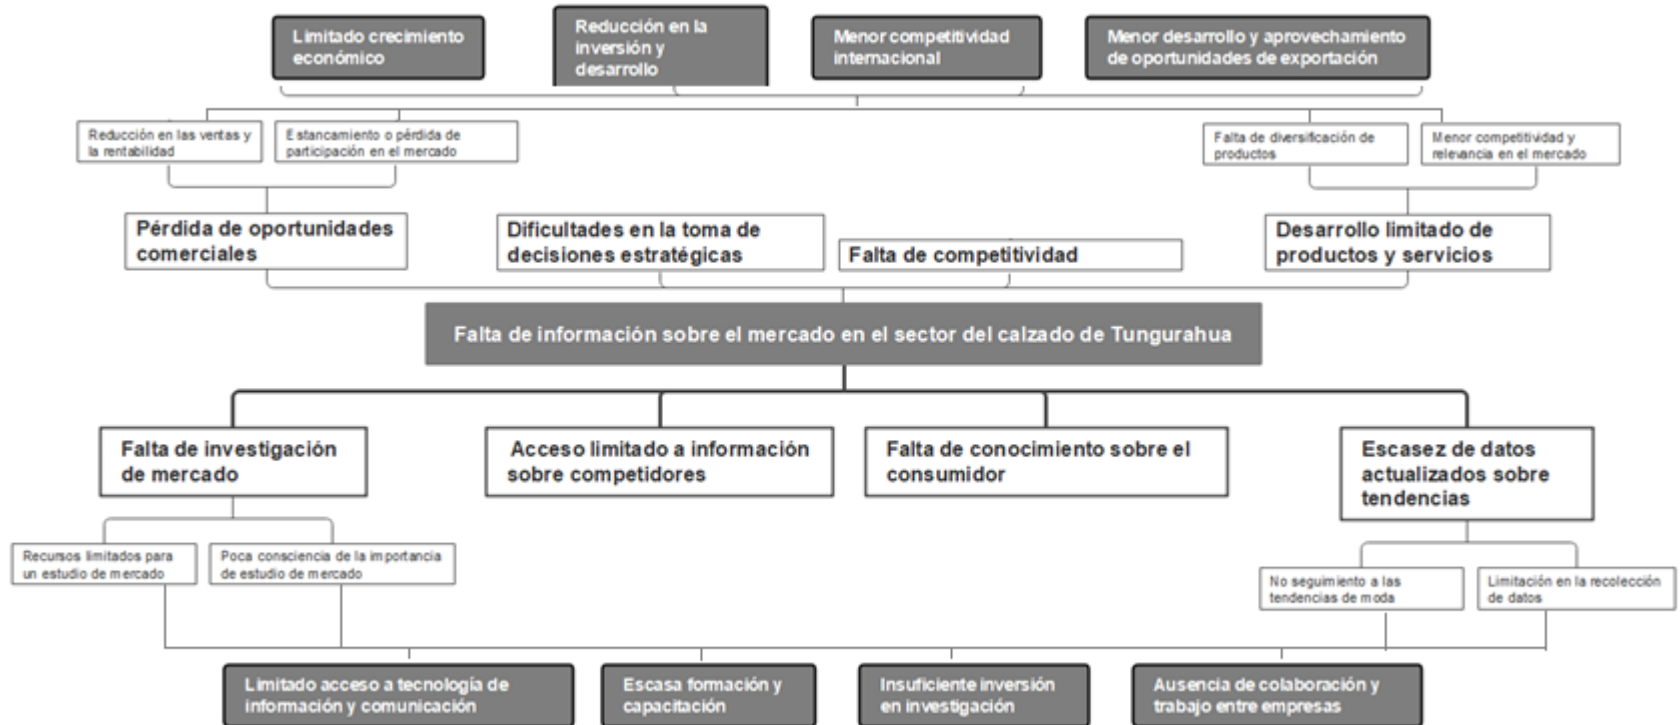 Limitado crecimiento
económico
Reducción en la
inversión y
desarrollo
Menor competitividad
internacional
Menor desarrollo y aprovechamiento
de oportunidades de exportación
Reducción en las ventas y
la rentabilidad
Estancamiento o pérdida de
participación en el mercado
Falta de diversificación de
productos
Menor competitividad y
relevancia en el mercado
Pérdida de oportunidades
comerciales
Dificultades en la toma de
decisiones estratégicas
Falta de competitividad
Desarrollo limitado de
productos y servicios
Falta de información sobre el mercado en el sector del calzado de Tungurahua
Falta de investigación
de mercado
Acceso limitado a información
sobre competidores
Falta de conocimiento sobre el
consumidor
Escasez de datos
actualizados sobre
tendencias
Recursos limitados para
un estudio de mercado
Poca consciencia de la importancia
de estudio de mercado
No seguimiento a las
tendencias de moda
Limitación en la recolección
de datos
Limitado acceso a tecnología de
información y comunicación
Escasa formación y
capacitación
Insuficiente inversión
en investigación
Ausencia de colaboración y
trabajo entre empresas